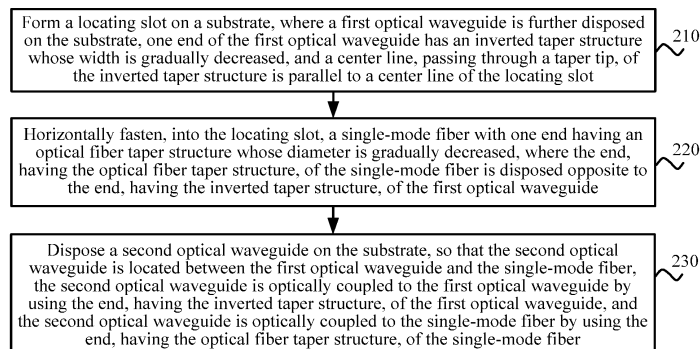 Form a locating slot on a substrate, where a first optical waveguide is further disposed
on the substrate, one end of the first optical waveguide has an inverted taper structure
whose width is gradually decreased, and a center line, passing through a taper tip, of
the inverted taper structure is parallel to a center line of the locating slot
210
Horizontally fasten, into the locating slot, a single-mode fiber with one end having an
optical fiber taper structure whose diameter is gradually decreased, where the end,
having the optical fiber taper structure, of the single-mode fiber is disposed opposite to
the end, having the inverted taper structure, of the first optical waveguide
220
Dispose a second optical waveguide on the substrate, so that the second optical
waveguide is located between the first optical waveguide and the single-mode fiber,
the second optical waveguide is optically coupled to the first optical waveguide by
using the end, having the inverted taper structure, of the first optical waveguide, and
the second optical waveguide is optically coupled to the single-mode fiber by using the
end, having the optical fiber taper structure, of the single-mode fiber
230